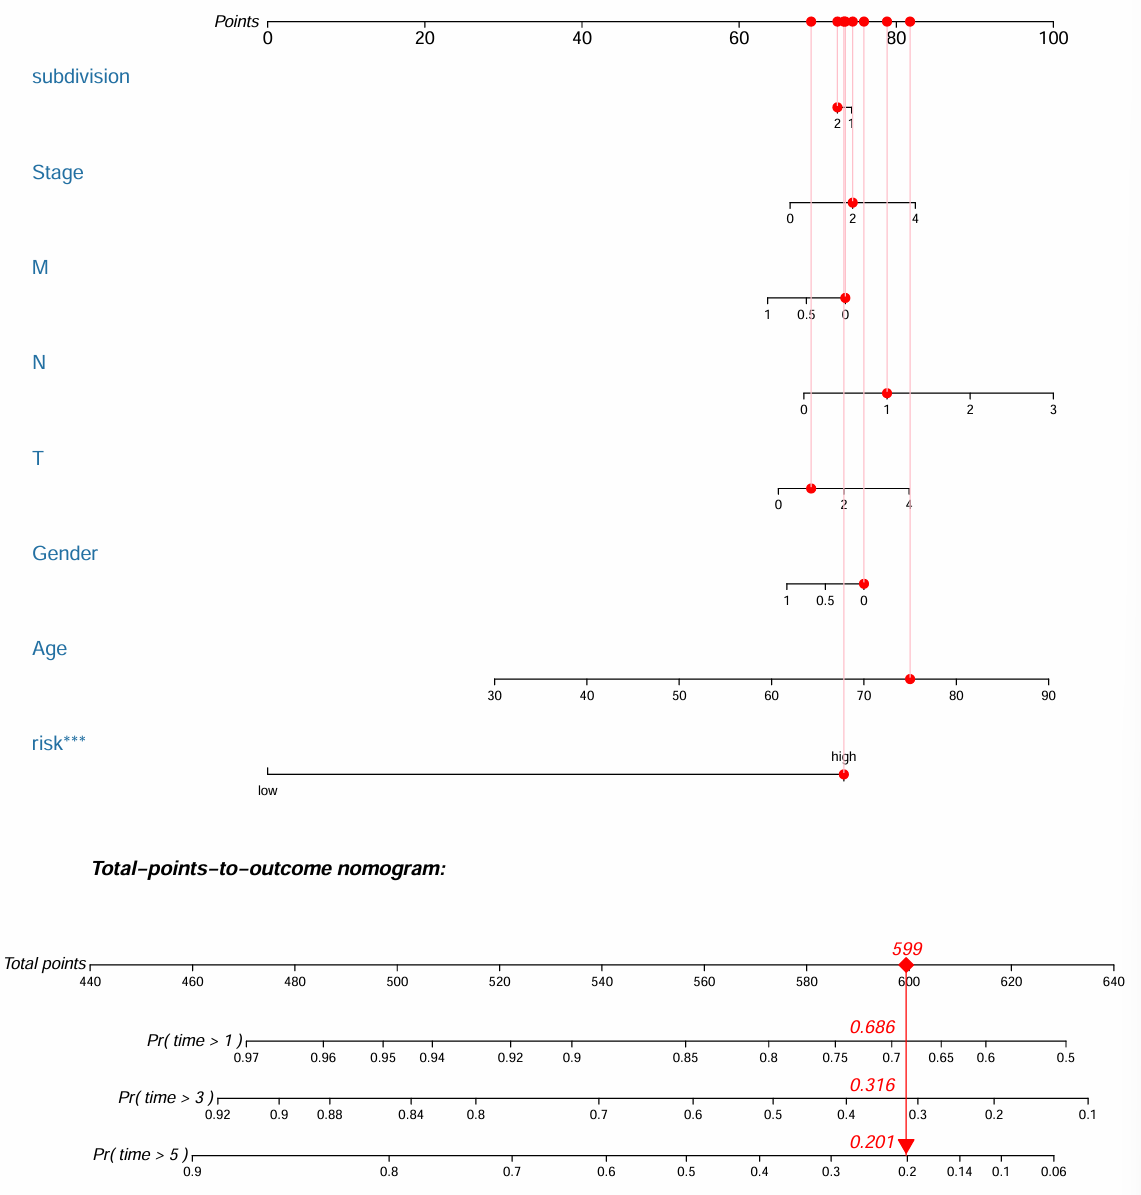 Points
0 20 40 60 80 100
subdivision
2 1
Stage
0 2 4
M
1 0.5 0
N
0 1 2 3
T
0 2 4
Gender
1 0.5 0
Age
30 40 50 60 70 80 90
risk***
high
low
Total-points-to-outcome nomogram:
599
Total points
440 460 480 500 520 540 560 580 600 620 640
0.686
Pr( time > 1 )
0.97 0.96 0.95 0.94 0.92 0.9 0.85 0.8 0.75 0.7 0.65 0.6 0.5
0.316
Pr( time > 3 )
0.92 0.9 0.88 0.84 0.8 0.7 0.6 0.5 0.4 0.3 0.2 0.1
0.201
Pr( time > 5 )
0.9 0.8 0.7 0.6 0.5 0.4 0.3 0.2 0.14 0.1 0.06